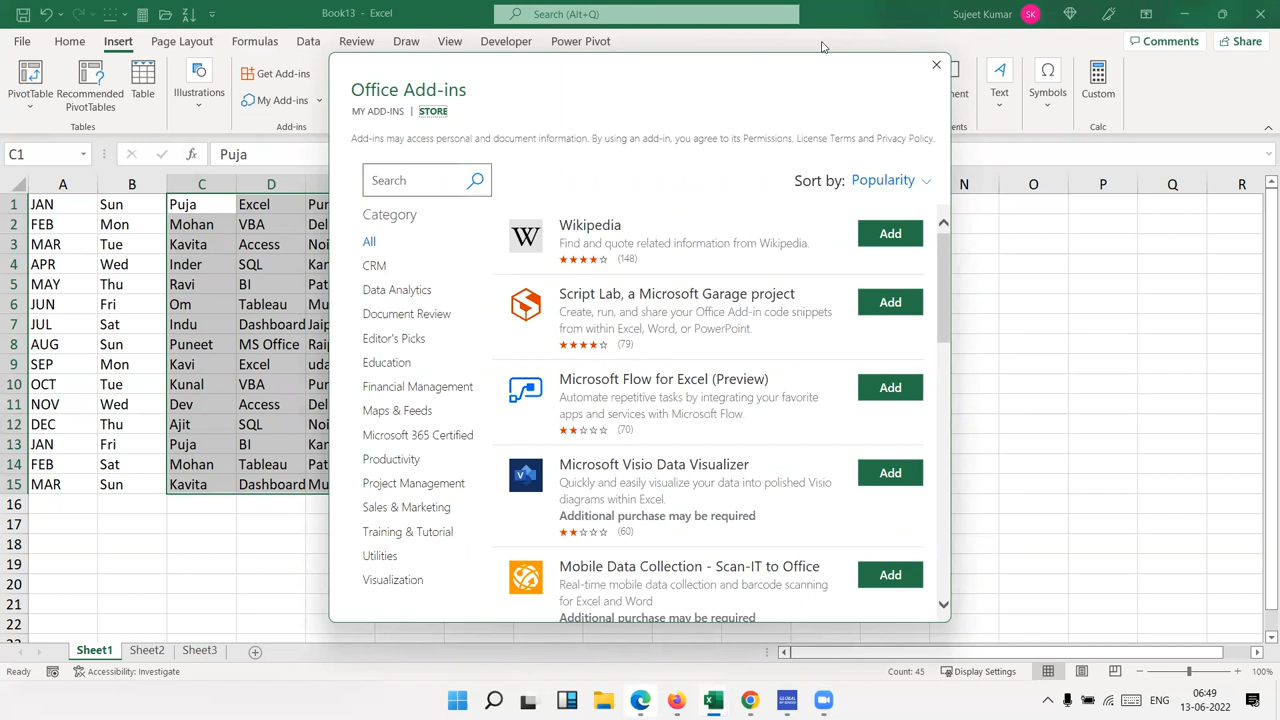 Book13 - Excel
Search (Alt+Q)
Sujeet Kumar
SK
File Home Insert Page Layout Formulas Data Review Draw View Developer Power Pivot
Comments Share
PivotTable Recommended PivotTables Table
Illustrations
Get Add-ins
My Add-ins
Text Symbols Custom
Tables Add-ins Calc
C1 fx Puja
A B C D N O P Q R
1 JAN Sun Puja Excel
2 FEB Mon Mohan VBA
3 MAR Tue Kavita Access
4 APR Wed Inder SQL
5 MAY Thu Ravi BI
6 JUN Fri Om Tableau
7 JUL Sat Indu Dashboard Jaip
8 AUG Sun Puneet MS Office
9 SEP Mon Kavi Excel
10 OCT Tue Kunal VBA
11 NOV Wed Dev Access
12 DEC Thu Ajit SQL
13 JAN Fri Puja BI
14 FEB Sat Mohan Tableau
15 MAR Sun Kavita Dashboard
16
17
18
19
20
21
22
Office Add-ins
MY ADD-INS | STORE
Add-ins may access personal and document information. By using an add-in, you agree to its Permissions, License Terms and Privacy Policy.
Search
Sort by: Popularity
Category
All
CRM
Data Analytics
Document Review
Editor's Picks
Education
Financial Management
Maps & Feeds
Microsoft 365 Certified
Productivity
Project Management
Sales & Marketing
Training & Tutorial
Utilities
Visualization
Wikipedia
Find and quote related information from Wikipedia.
(148)
Add
Script Lab, a Microsoft Garage project
Create, run, and share your Office Add-in code snippets
from within Excel, Word, or PowerPoint.
(79)
Add
Microsoft Flow for Excel (Preview)
Automate repetitive tasks by integrating your favorite
apps and services with Microsoft Flow.
(70)
Add
Microsoft Visio Data Visualizer
Quickly and easily visualize your data into polished Visio
diagrams within Excel.
Additional purchase may be required
(60)
Add
Mobile Data Collection - Scan-IT to Office
Real-time mobile data collection and barcode scanning
for Excel and Word
Additional purchase may be required
Add
Sheet1 Sheet2 Sheet3
Ready Accessibility: Investigate Count: 45 Display Settings 100%
ENG 06:49
13-06-2022